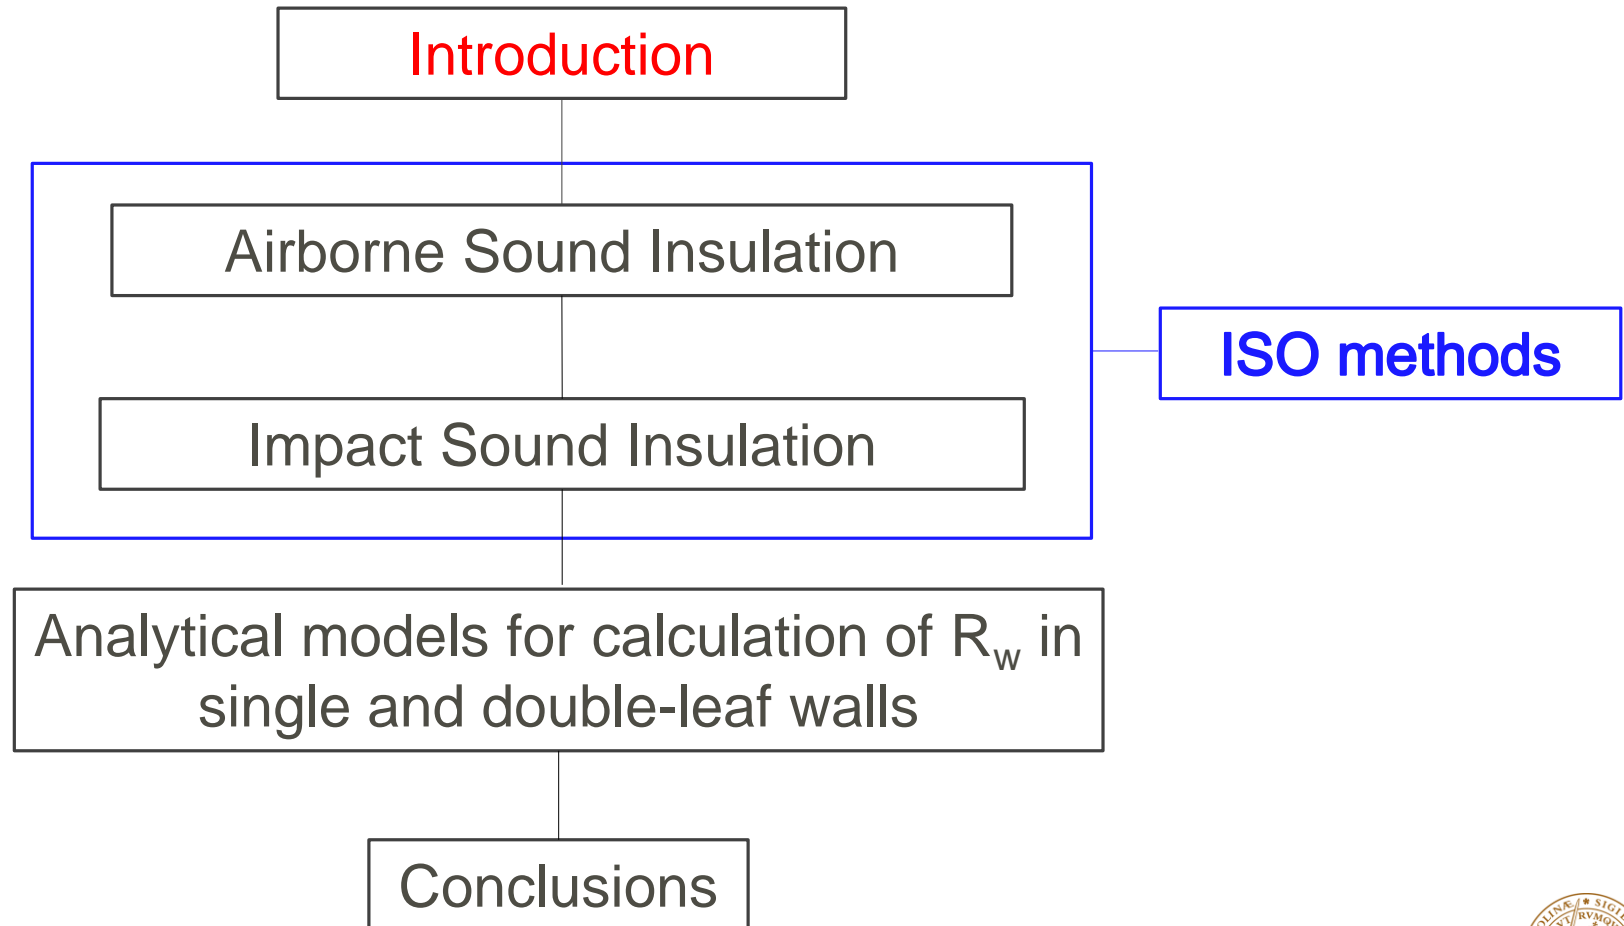 Introduction
Airborne Sound Insulation
ISO methods
Impact Sound Insulation
Analytical models for calculation of Rw in
single and double-leaf walls
Conclusions